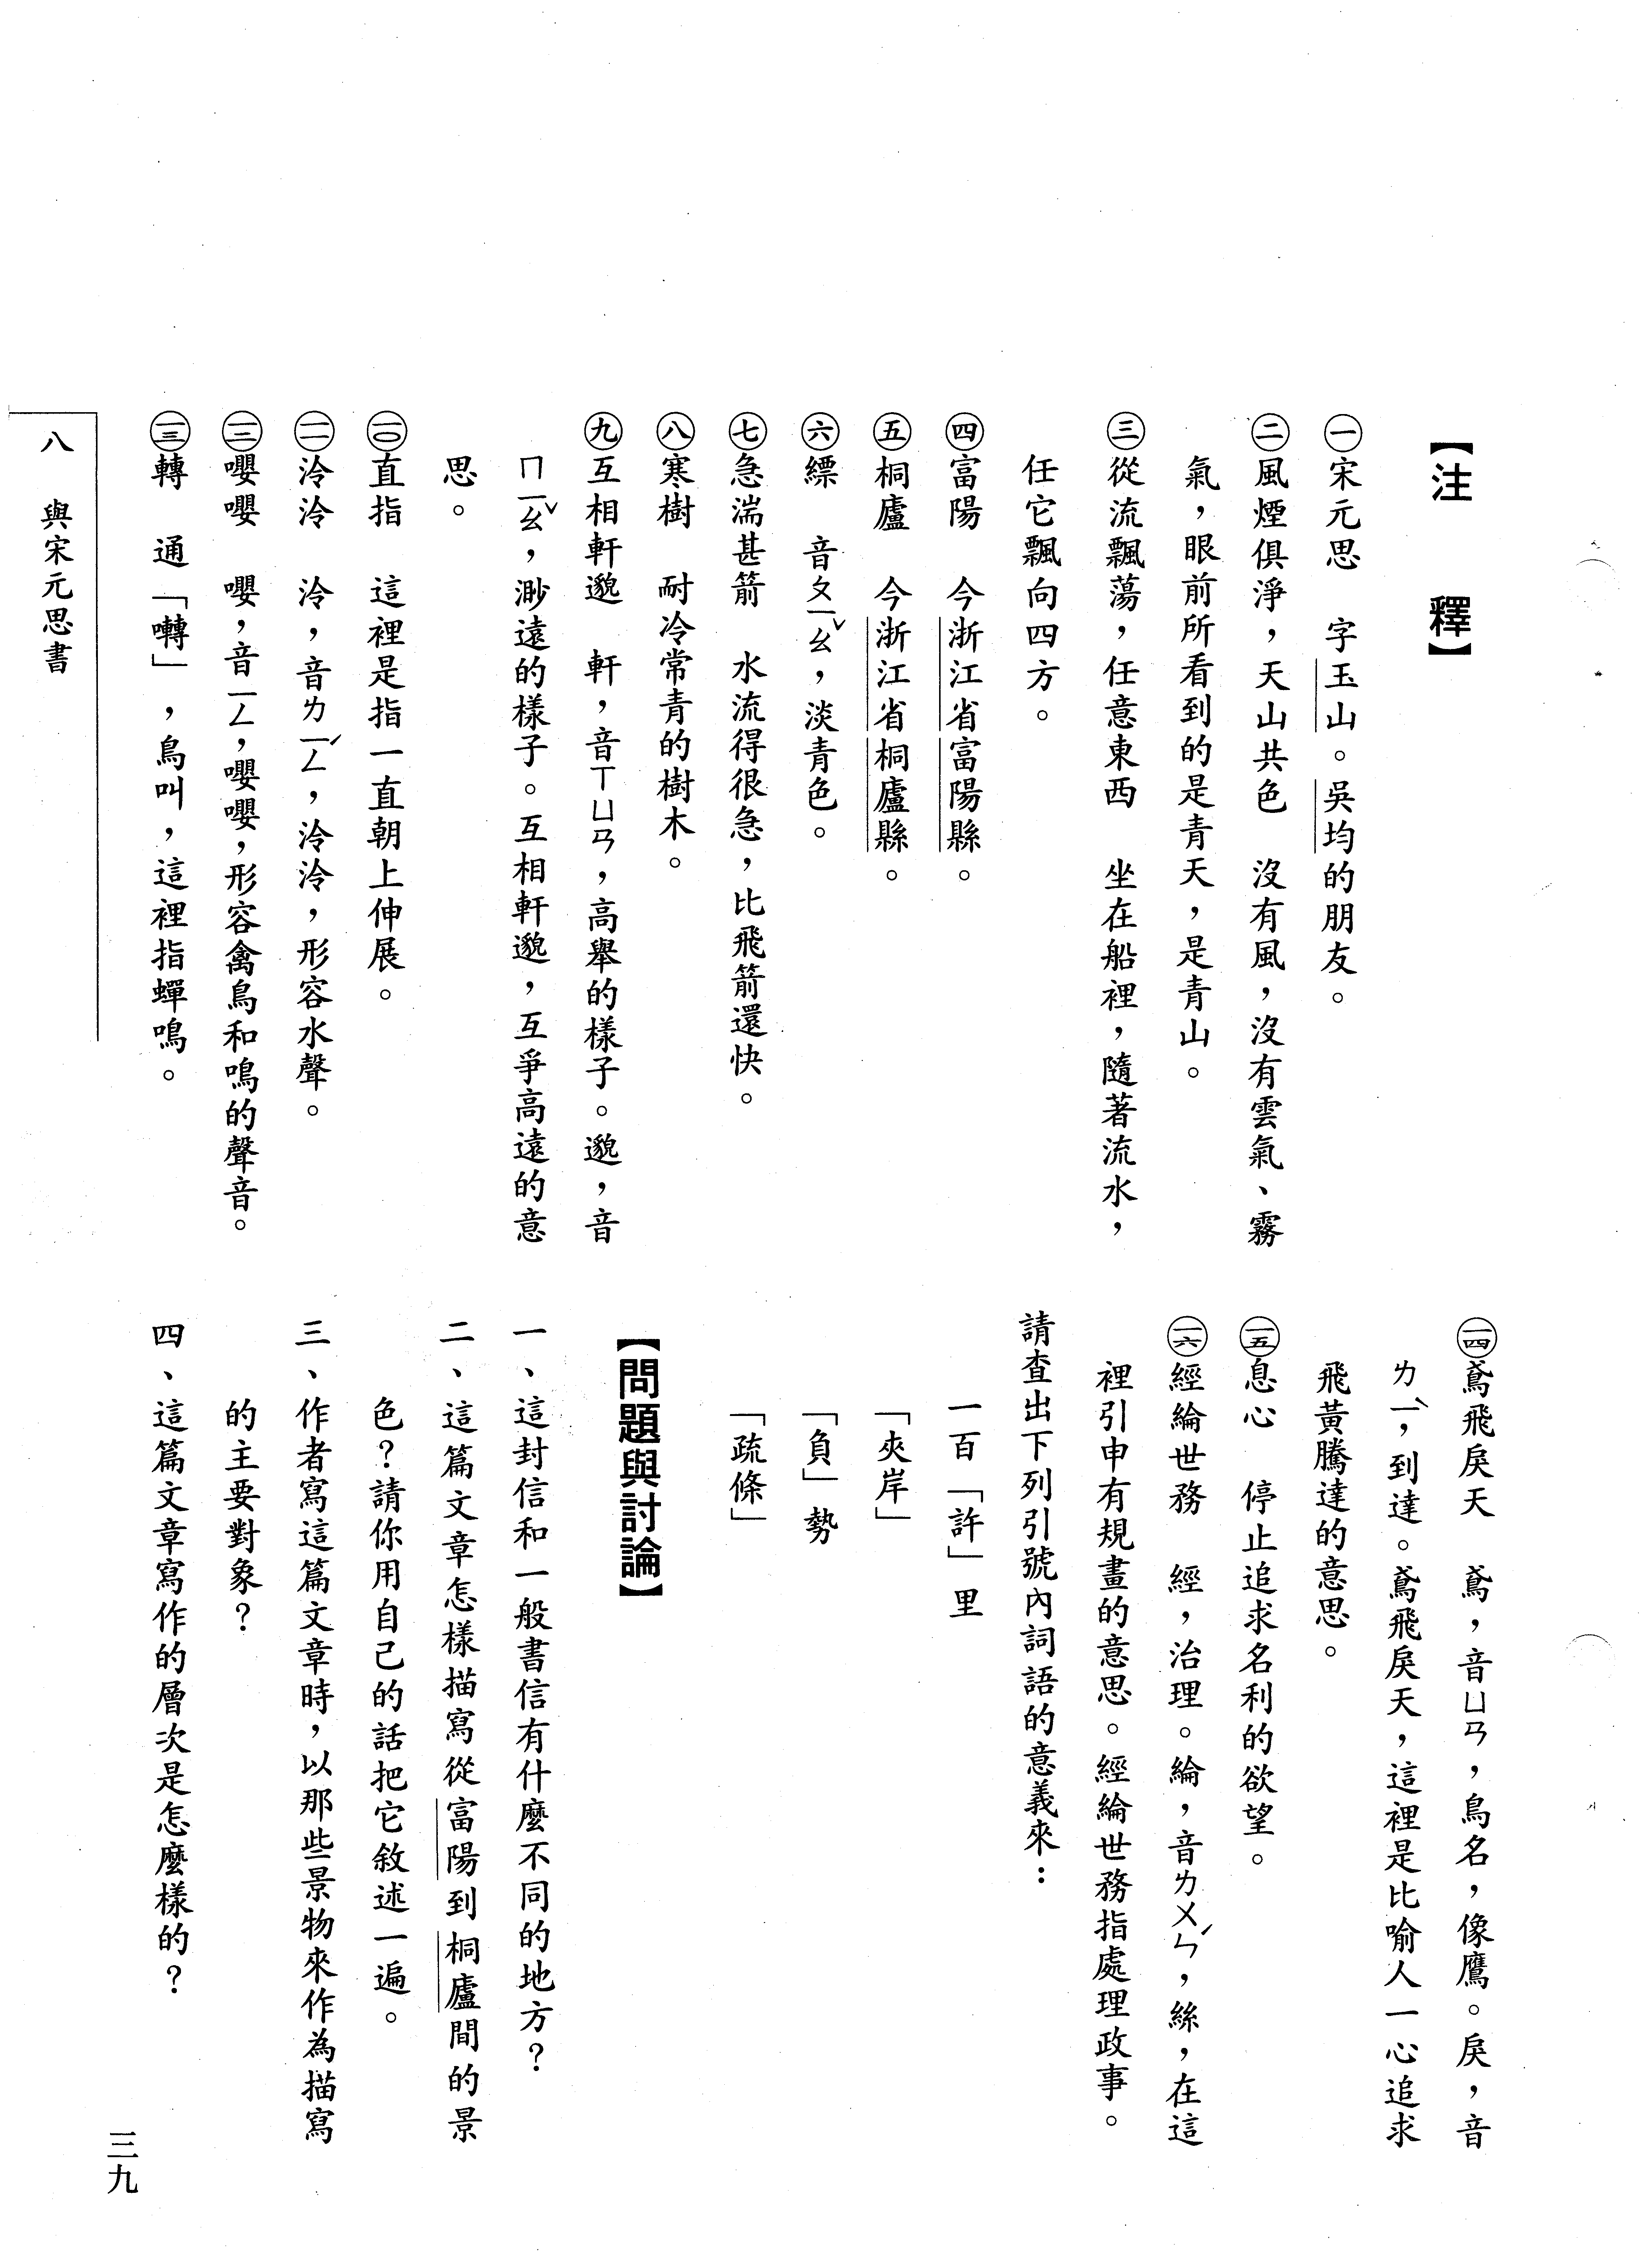 【注　釋】
㊀宋元思　字玉山。吳均的朋友。
㊁風煙俱淨，天山共色　沒有風，沒有雲氣、霧
氣，眼前所看到的是青天，是青山。
㊂從流飄蕩，任意東西　坐在船裡，隨著流水，
任它飄向四方。
㊃富陽　今浙江省富陽縣。
㊄桐廬　今浙江省桐廬縣。
㊅縹　音ㄆㄧㄠˇ，淡青色。
㊆急湍甚箭　水流得很急，比飛箭還快。
㊇寒樹　耐冷常青的樹木。
㊈互相軒邈　軒，音ㄒㄩㄢ，高舉的樣子。邈，音
ㄇㄧㄠˇ，渺遠的樣子。互相軒邈，互爭高遠的意
思。
(一〇)直指　這裡是指一直朝上伸展。
(一一)泠泠　泠，音ㄌㄧㄥˊ，泠泠，形容水聲。
(一二)嚶嚶　嚶，音ㄧㄥ，嚶嚶，形容禽鳥和鳴的聲音。
(一三)轉　通「囀」，鳥叫，這裡指蟬鳴。
(一四)鳶飛戾天　鳶，音ㄩㄢ，鳥名，像鷹。戾，音
ㄌㄧˋ，到達。鳶飛戾天，這裡是比喻人一心追求
飛黃騰達的意思。
(一五)息心　停止追求名利的欲望。
(一六)經綸世務　經，治理。綸，音ㄌㄨㄣˊ，絲，在這
裡引申有規畫的意思。經綸世務指處理政事。
請查出下列引號內詞語的意義來：
一百「許」里
「夾岸」
「負」勢
「疏條」
【問題與討論】
一、這封信和一般書信有什麼不同的地方？
二、這篇文章怎樣描寫從富陽到桐廬間的景
色？請你用自己的話把它敘述一遍。
三、作者寫這篇文章時，以那些景物來作為描寫
的主要對象？
四、這篇文章寫作的層次是怎麼樣的？
八　與宋元思書
三九